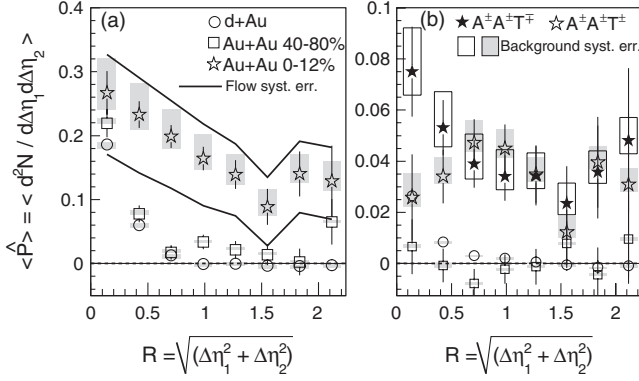 <P̂> = < d²N / dΔη₁dΔη₂ >
(a)
d+Au
Au+Au 40-80%
Au+Au 0-12%
Flow syst. err.
0.4
0.3
0.2
0.1
0
0 0.5 1 1.5 2
R = √(Δη₁² + Δη₂²)
(b) A±A±T∓ A±A±T±
Background syst. err.
0.1
0.08
0.06
0.04
0.02
0
0 0.5 1 1.5 2
R = √(Δη₁² + Δη₂²)